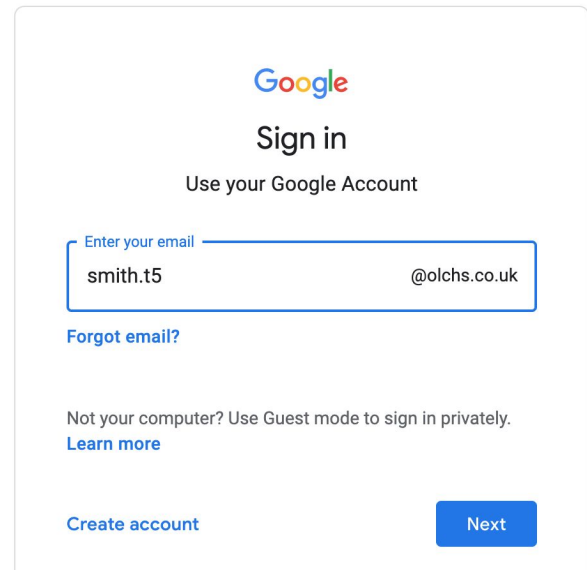 Google
Sign in
Use your Google Account
Enter your email
smith.t5 @olchs.co.uk
Forgot email?
Not your computer? Use Guest mode to sign in privately.
Learn more
Create account Next